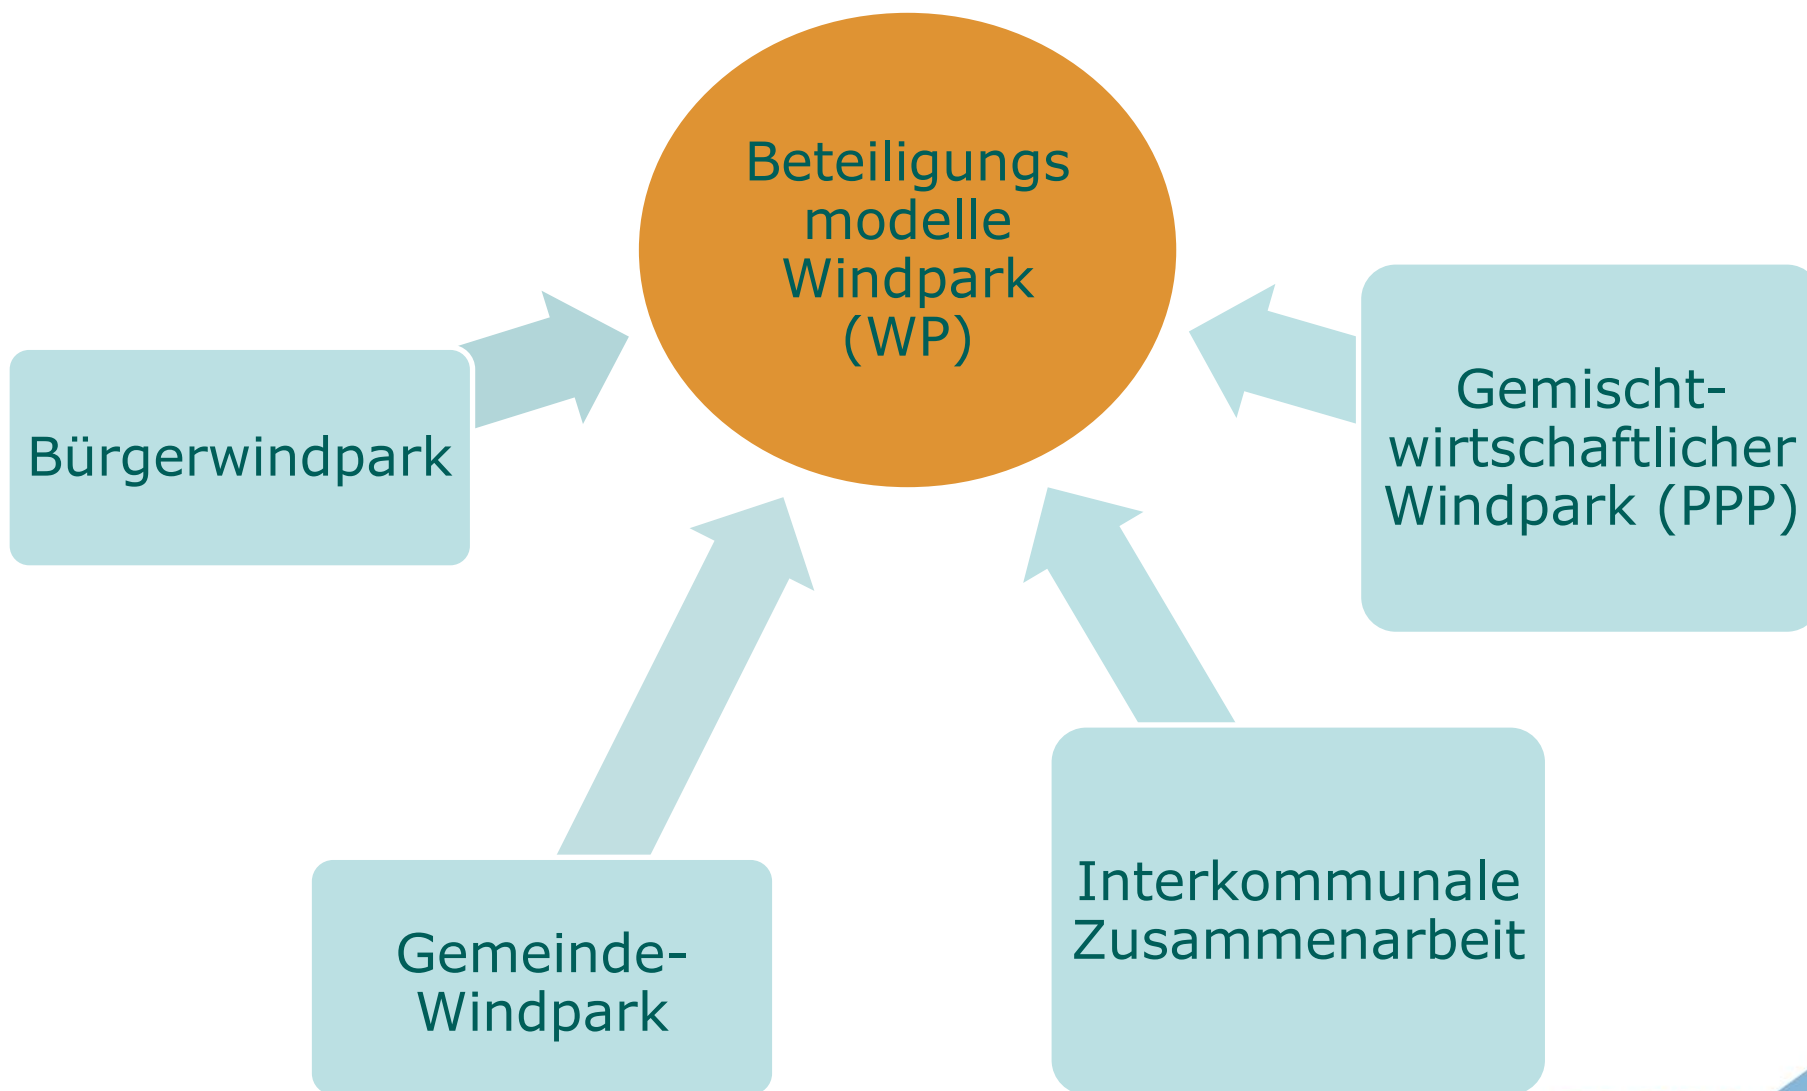 Beteiligungs
modelle
Windpark
(WP)
Bürgerwindpark
Gemischt-
wirtschaftlicher
Windpark (PPP)
Interkommunale
Zusammenarbeit
Gemeinde-
Windpark